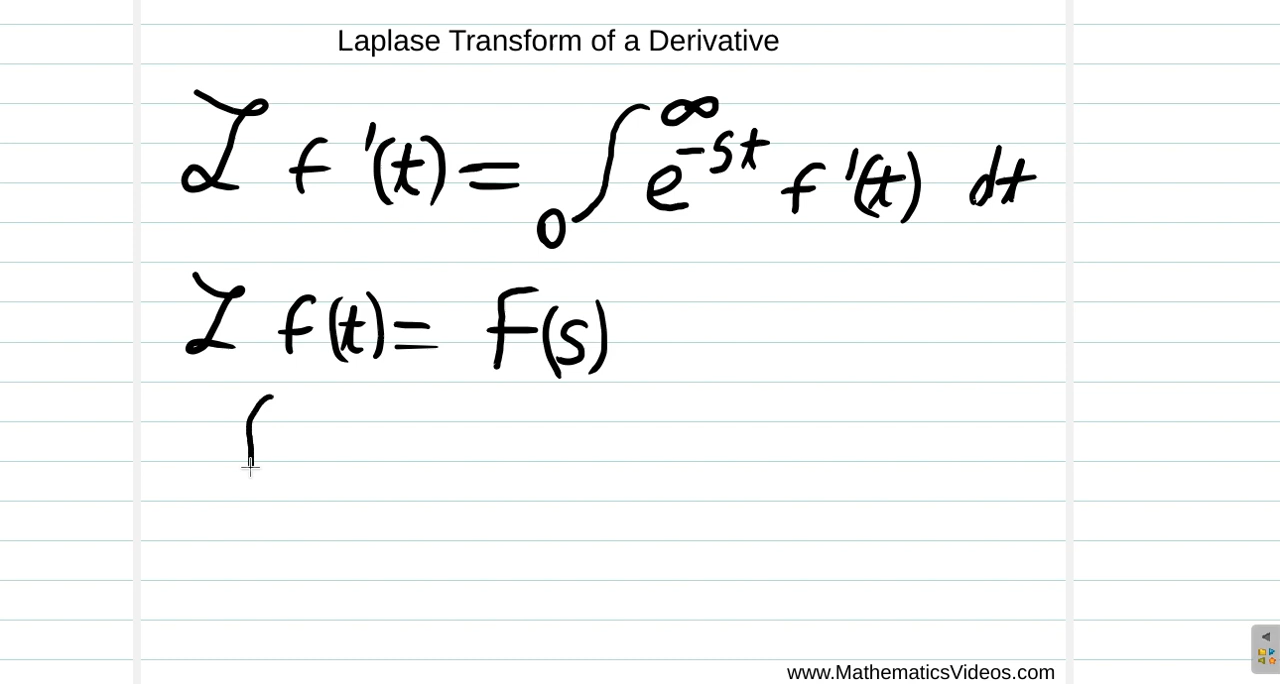 Laplase Transform of a Derivative
ℒ f'(t) = ∫₀^∞ e^(-st) f'(t) dt
ℒ f(t) = F(s)
∫
www.MathematicsVideos.com